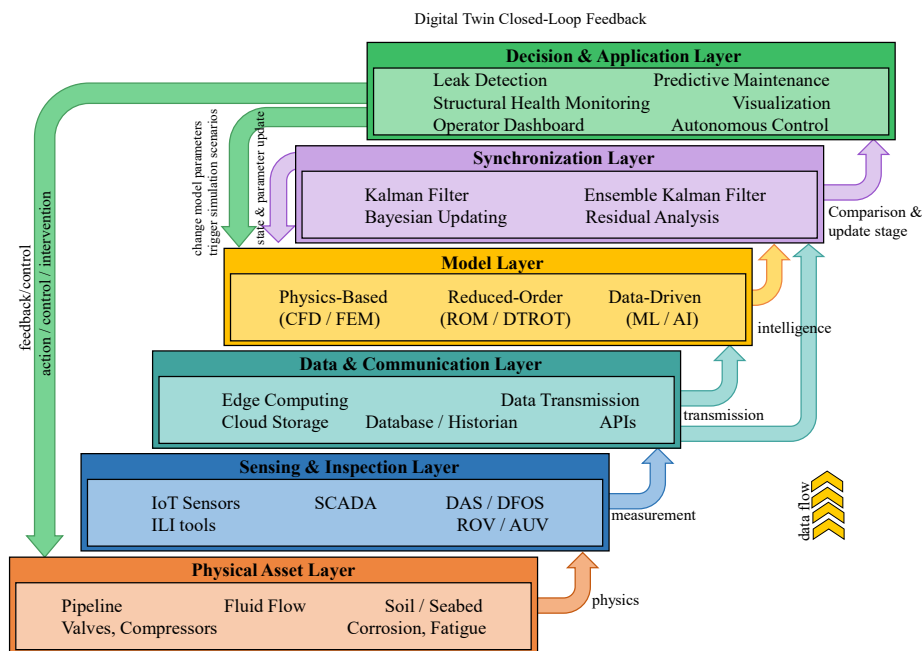 Digital Twin Closed-Loop Feedback
Decision & Application Layer
Leak Detection Predictive Maintenance
Structural Health Monitoring Visualization
Operator Dashboard Autonomous Control
change model parameters
trigger simulation scenarios
state & parameter update
Synchronization Layer
Kalman Filter Ensemble Kalman Filter
Bayesian Updating Residual Analysis
Comparison &
update stage
Model Layer
Physics-Based Reduced-Order Data-Driven
(CFD / FEM) (ROM / DTROT) (ML / AI)
intelligence
feedback/control
action / control / intervention
Data & Communication Layer
Edge Computing Data Transmission
Cloud Storage Database / Historian APIs
transmission
Sensing & Inspection Layer
IoT Sensors SCADA DAS / DFOS
ILI tools ROV / AUV
measurement
data flow
Physical Asset Layer
Pipeline Fluid Flow Soil / Seabed
Valves, Compressors Corrosion, Fatigue
physics